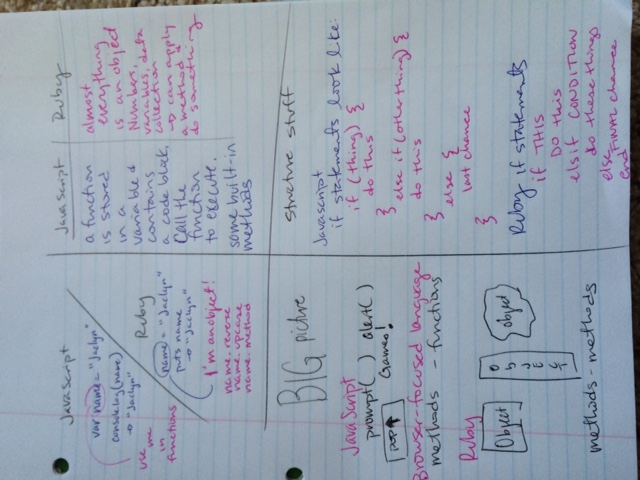 JavaScript
var name = "Jaclyn"
console.log(name)
→ "Jaclyn"
use
me
in
functions
Ruby
name = "Jaclyn"
puts name
→ "Jaclyn"
I'm an object!
name.reverse
name.upcase
name.method
JavaScript
a function
is stored
in a
variable &
contains
a code block.
Call the
function
to execute.
some built-in
methods
Ruby
almost
everything
is an object
Numbers,
variables, data
collection
→ can apply
a method &
do something
BIG picture
JavaScript
prompt( ) alert( )
POP↑ Games!
Browser-focused language
methods - functions
Ruby
Object
OBJECT
object
methods - methods
Structure stuff
Javascript
if statements look like:
if (thing) {
do this
}
else if (other thing) {
do this
}
else {
last chance
}
Ruby if statements
if THIS
DO this
elsif CONDITION
do these things
else
FINAL chance
end